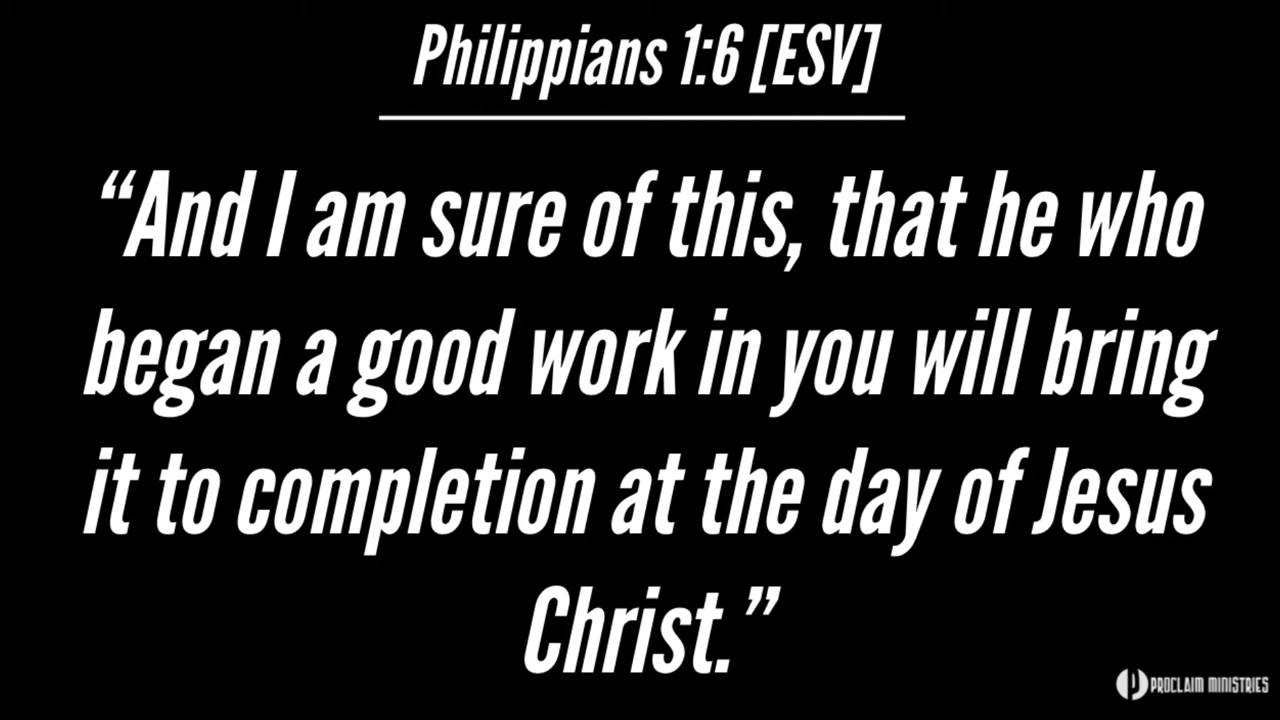 Philippians 1:6 [ESV]
“And I am sure of this, that he who
began a good work in you will bring
it to completion at the day of Jesus
Christ.”
PROCLAIM MINISTRIES